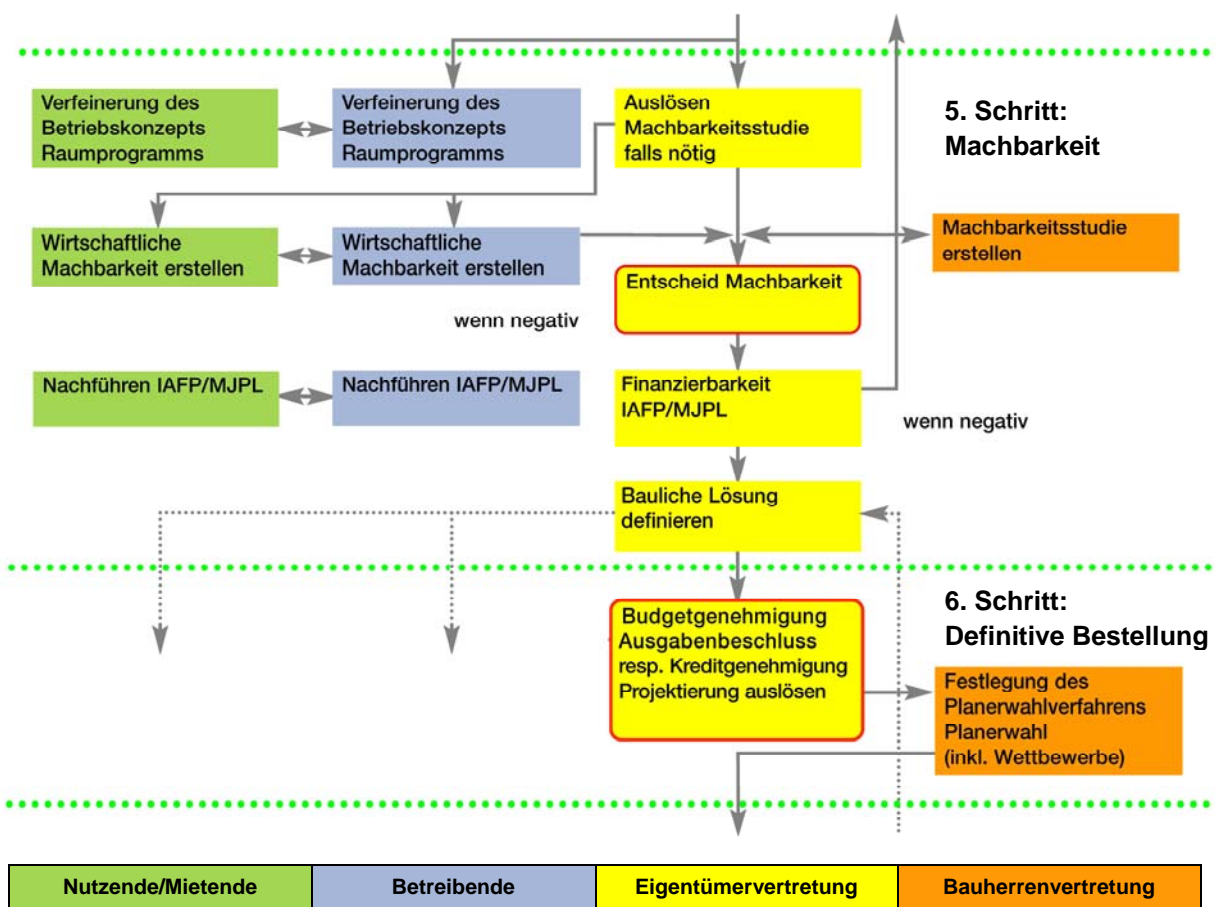 Verfeinerung des
Betriebskonzepts
Raumprogramms
Verfeinerung des
Betriebskonzepts
Raumprogramms
Auslösen
Machbarkeitsstudie
falls nötig
5. Schritt:
Machbarkeit
Wirtschaftliche
Machbarkeit erstellen
Wirtschaftliche
Machbarkeit erstellen
Machbarkeitsstudie
erstellen
Entscheid Machbarkeit
wenn negativ
Nachführen IAFP/MJPL
Nachführen IAFP/MJPL
Finanzierbarkeit
IAFP/MJPL
wenn negativ
Bauliche Lösung
definieren
6. Schritt:
Definitive Bestellung
Budgetgenehmigung
Ausgabenbeschluss
resp. Kreditgenehmigung
Projektierung auslösen
Festlegung des
Planerwahlverfahrens
Planerwahl
(inkl. Wettbewerbe)
Nutzende/Mietende
Betreibende
Eigentümervertretung
Bauherrenvertretung